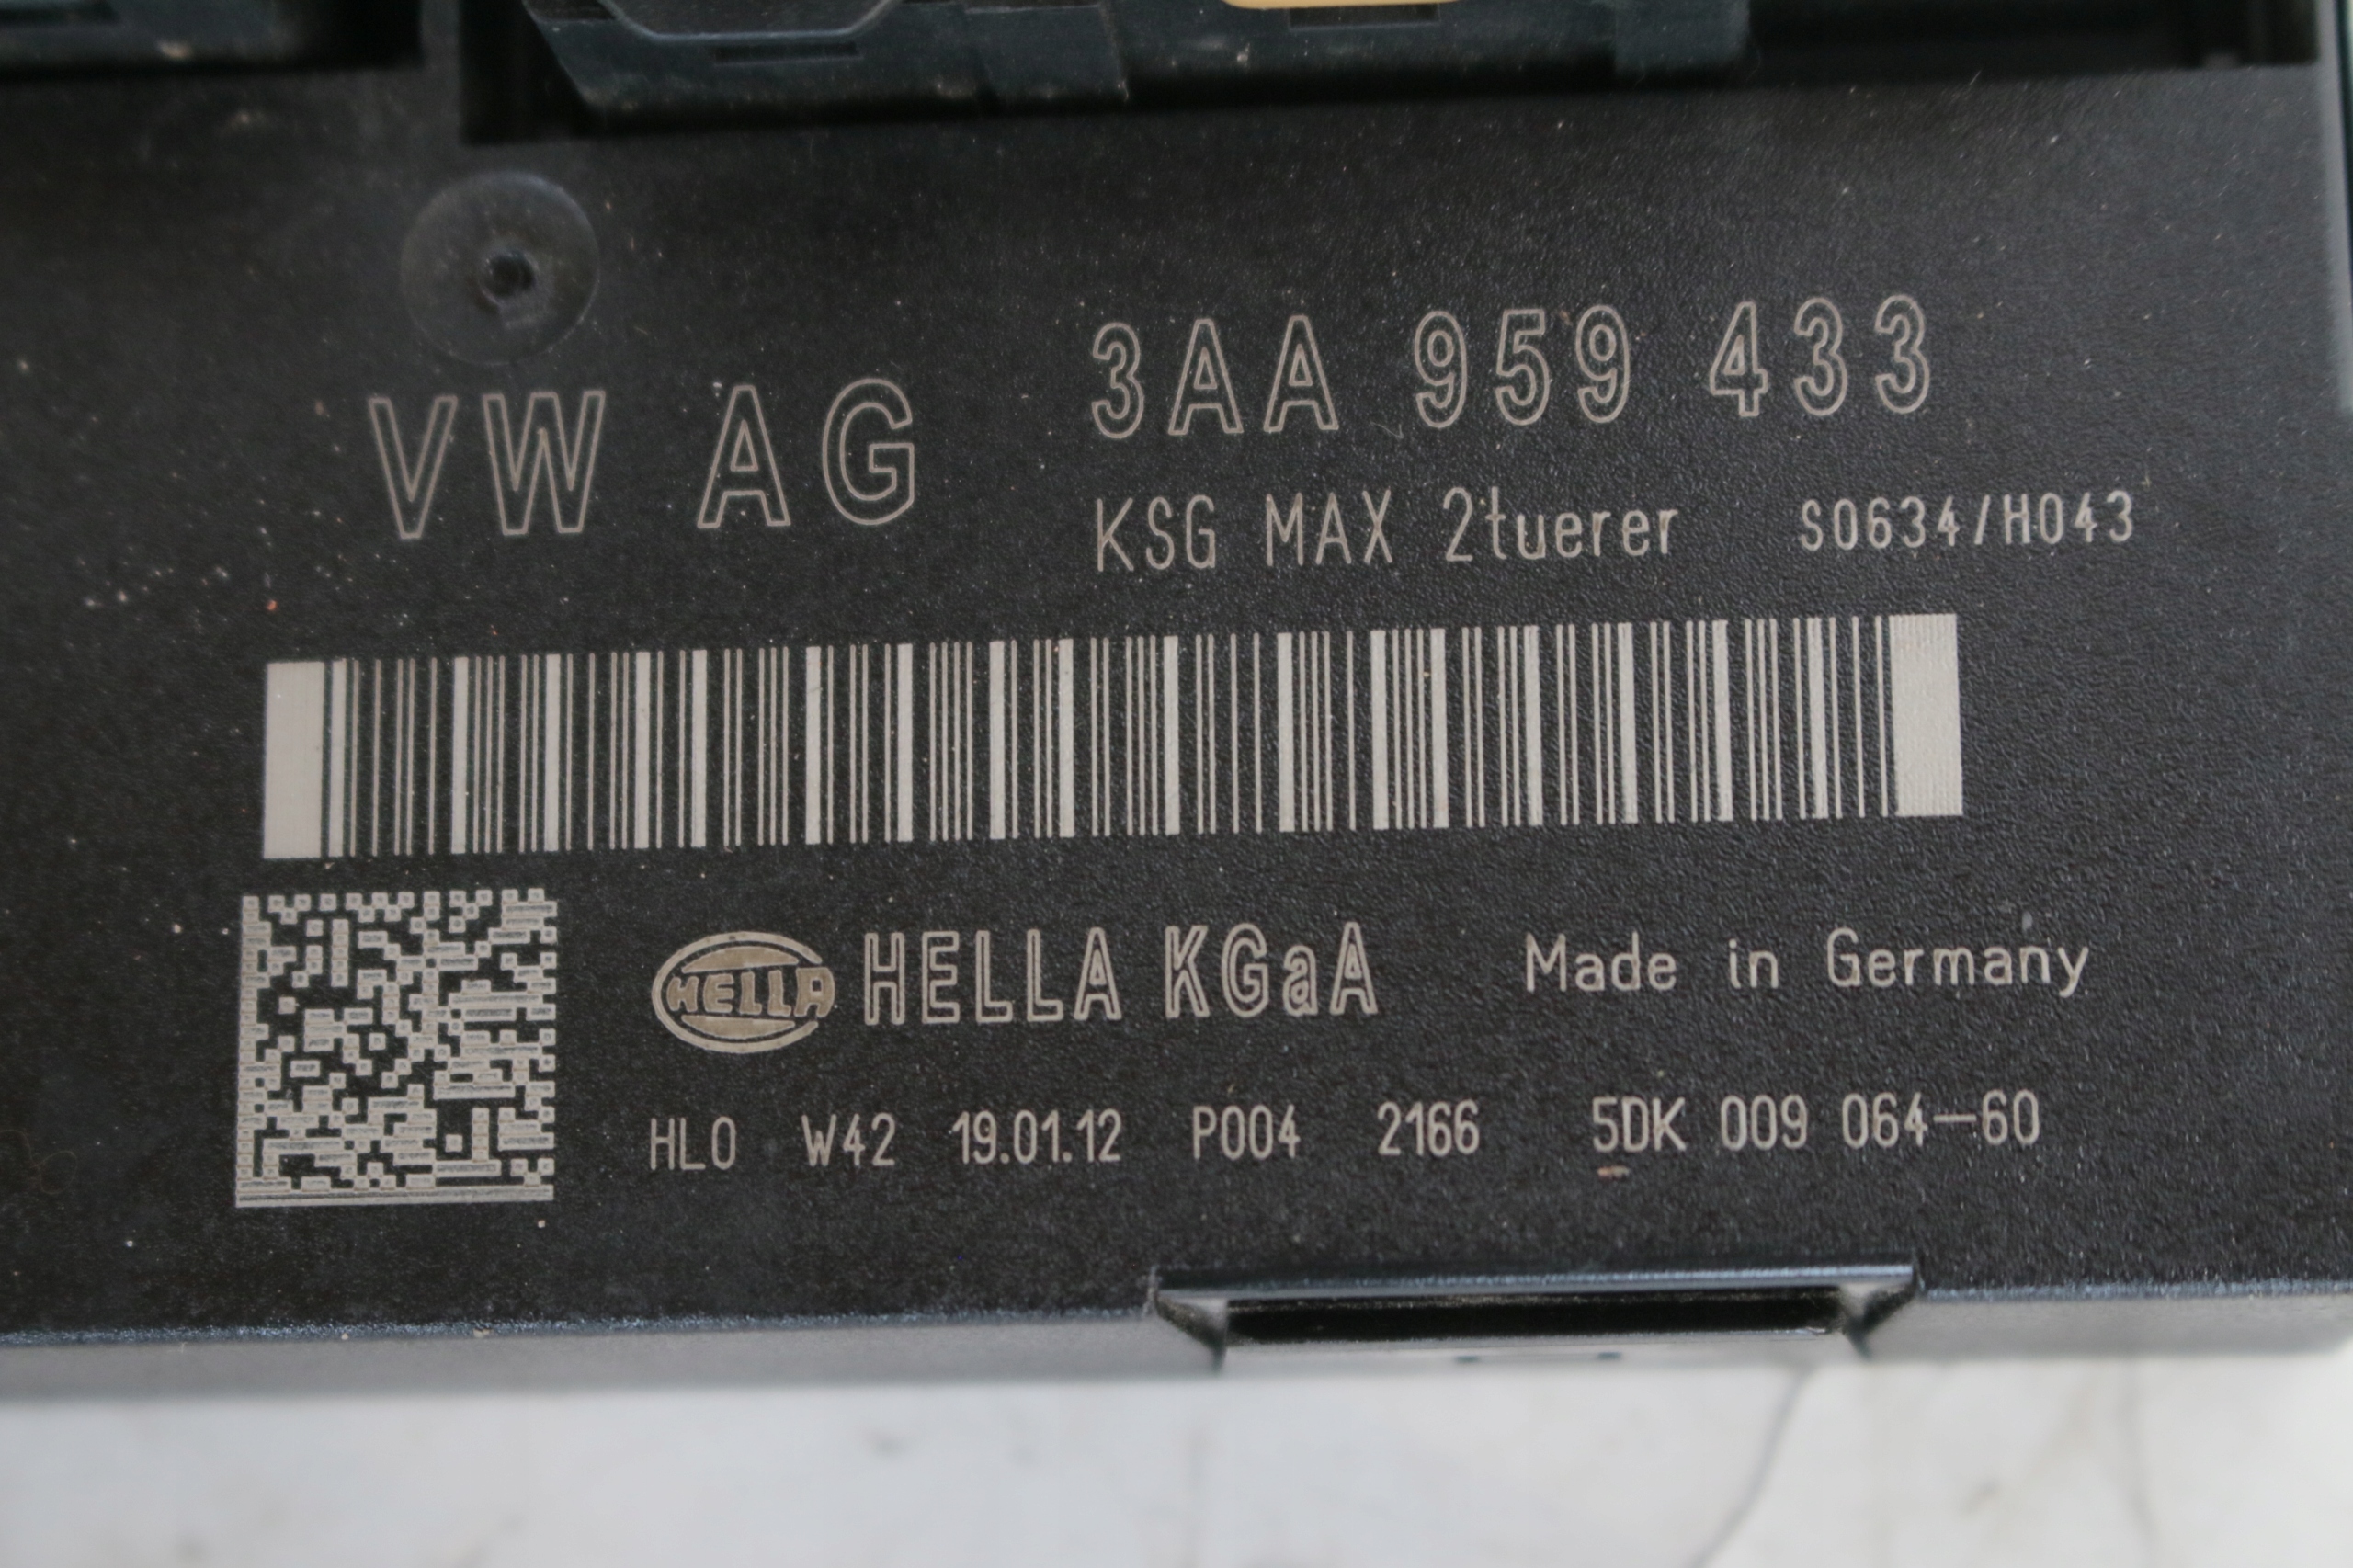 VW AG
3AA 959 433
KSG MAX 2tuerer S0634/H043
HELLA HELLA KGaA Made in Germany
HLO W42 19.01.12 P004 2166 5DK 009 064-60